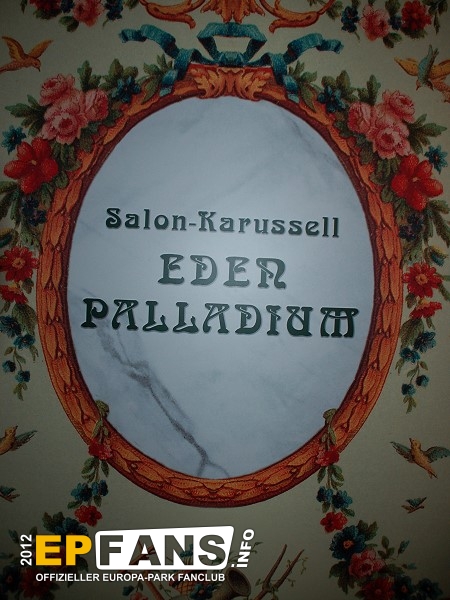 Salon-Karussell
EDEN
PALLADIUM
2012 EPFANS.INFO
OFFIZIELLER EUROPA-PARK FANCLUB